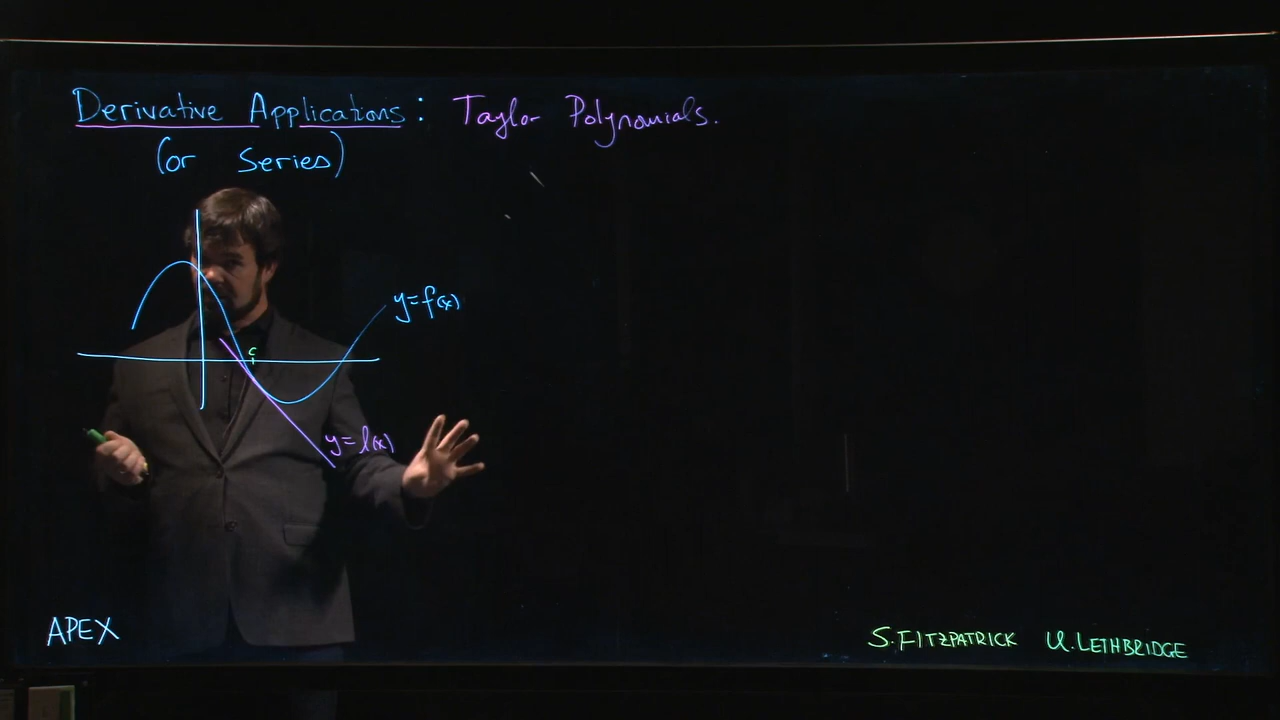 Derivative Applications: Taylor Polynomials.
(or Series)
y=f(x)
c
y=l(x)
APEX
S.FITZPATRICK U.LETHBRIDGE